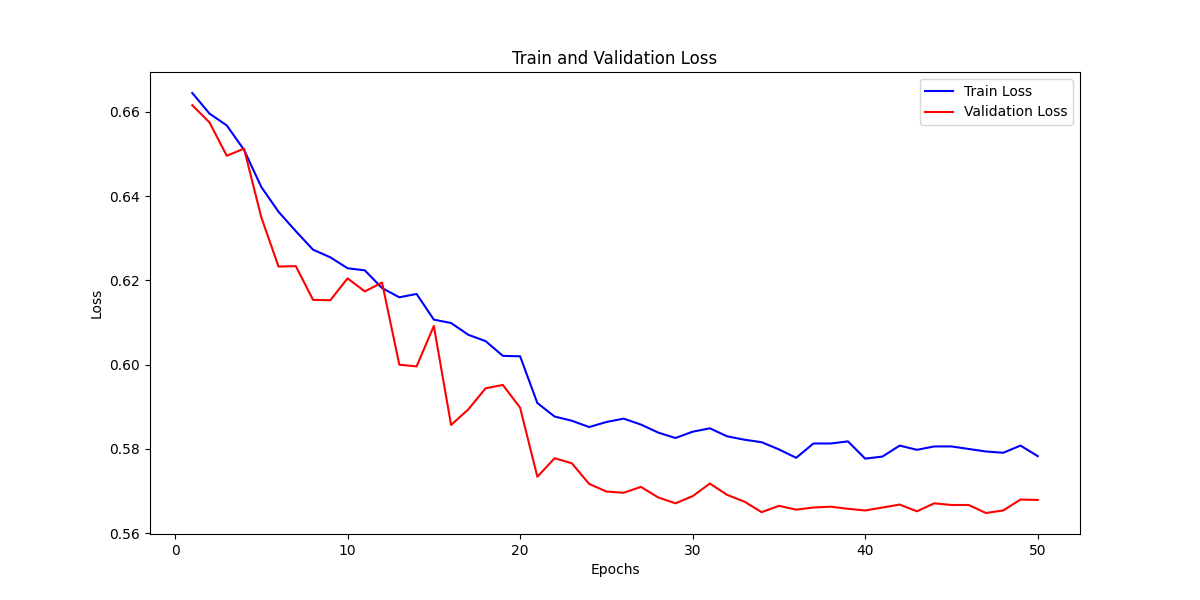 Train and Validation Loss
Train Loss
Validation Loss
0.66
0.64
0.62
0.60
0.58
0.56
Loss
0 10 20 30 40 50
Epochs